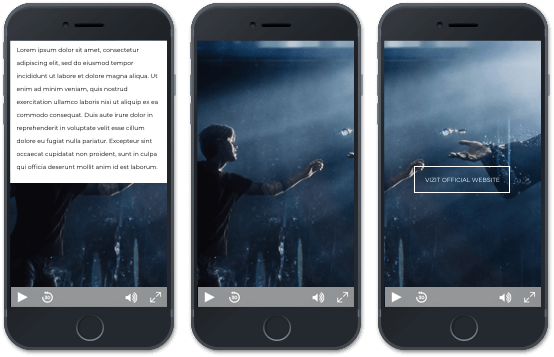 Lorem ipsum dolor sit amet, consectetur
adipiscing elit, sed do eiusmod tempor
incididunt ut labore et dolore magna aliqua. Ut
enim ad minim veniam, quis nostrud
exercitation ullamco laboris nisi ut aliquip ex ea
commodo consequat. Duis aute irure dolor in
reprehenderit in voluptate velit esse cillum
dolore eu fugiat nulla pariatur. Excepteur sint
occaecat cupidatat non proident, sunt in culpa
qui officia deserunt mollit anim id est laborum.
VIZIT OFFICIAL WEBSITE
30
30
30